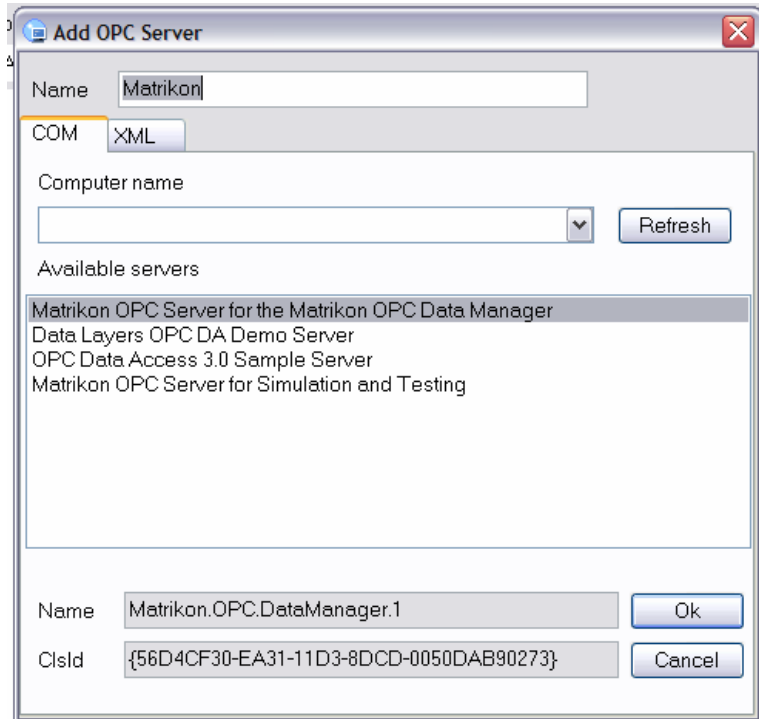 Add OPC Server
Name Matrikon
COM XML
Computer name
Refresh
Available servers
Matrikon OPC Server for the Matrikon OPC Data Manager
Data Layers OPC DA Demo Server
OPC Data Access 3.0 Sample Server
Matrikon OPC Server for Simulation and Testing
Name Matrikon.OPC.DataManager.1 Ok
ClsId {56D4CF30-EA31-11D3-8DCD-0050DAB90273} Cancel